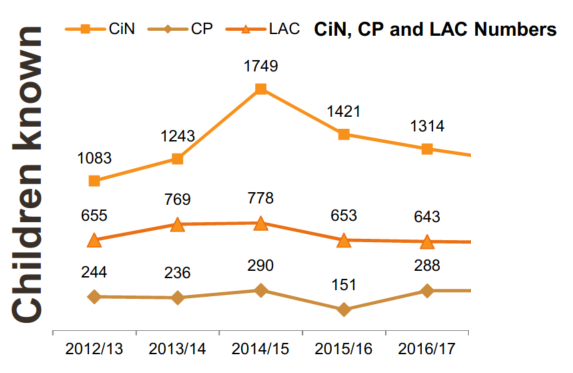 CiN CP LAC CiN, CP and LAC Numbers
Children known
1749
1421
1314
1243
1083
655 769 778 653 643
244 236 290 151 288
2012/13 2013/14 2014/15 2015/16 2016/17